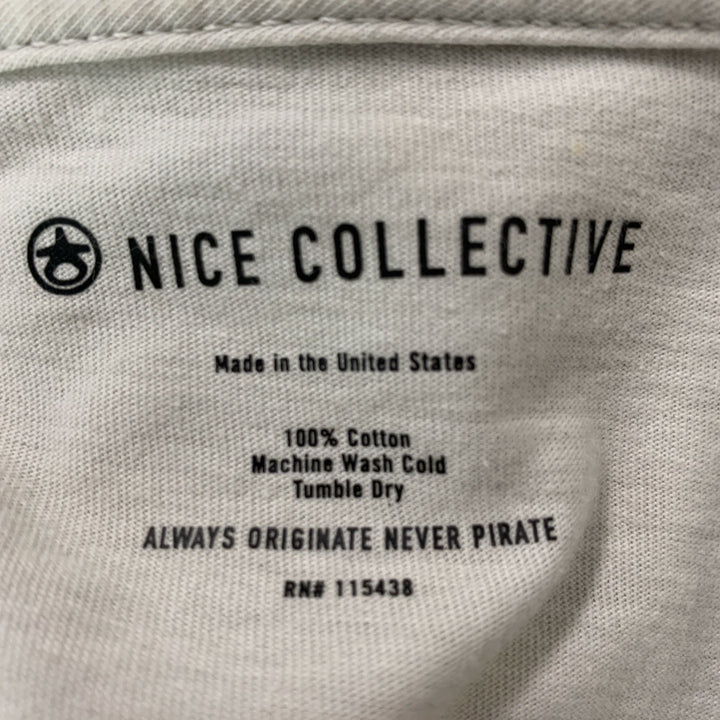 NICE COLLECTIVE
Made in the United States
100% Cotton
Machine Wash Cold
Tumble Dry
ALWAYS ORIGINATE NEVER PIRATE
RN# 115438